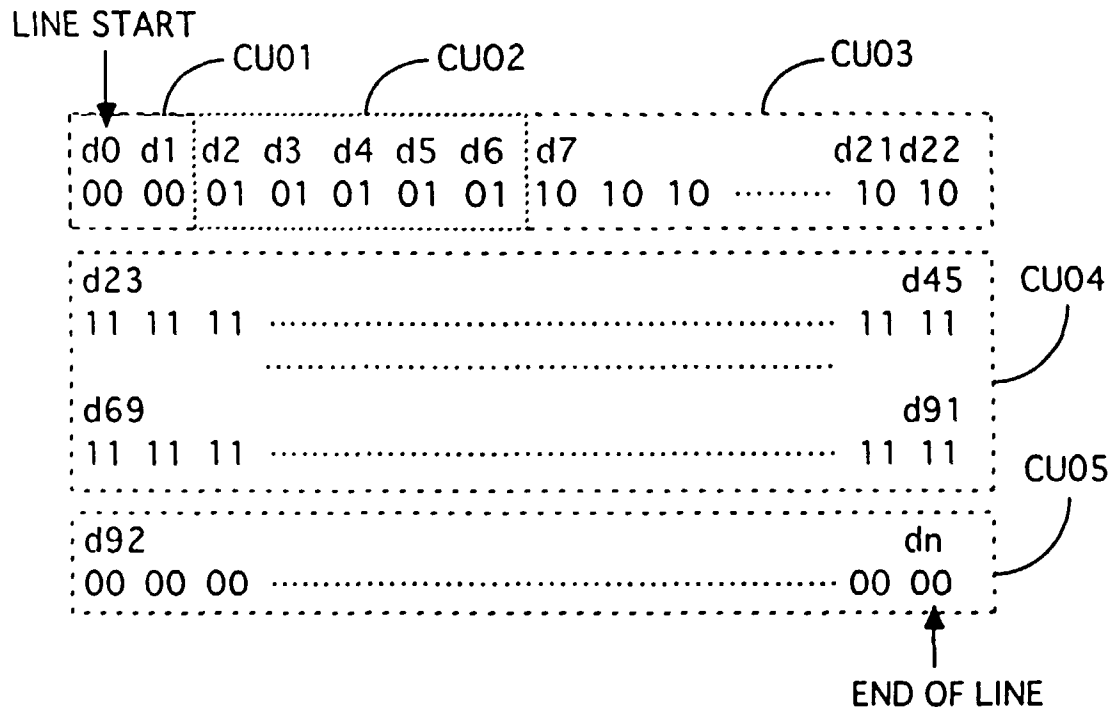 LINE START
CU01 CU02 CU03
d0 d1 d2 d3 d4 d5 d6 d7 d21d22
00 00 01 01 01 01 01 10 10 10 ········· 10 10
d23 d45 CU04
11 11 11 ················································ 11 11
················································
d69 d91
11 11 11 ················································ 11 11
CU05
d92 dn
00 00 00 ················································ 00 00
END OF LINE